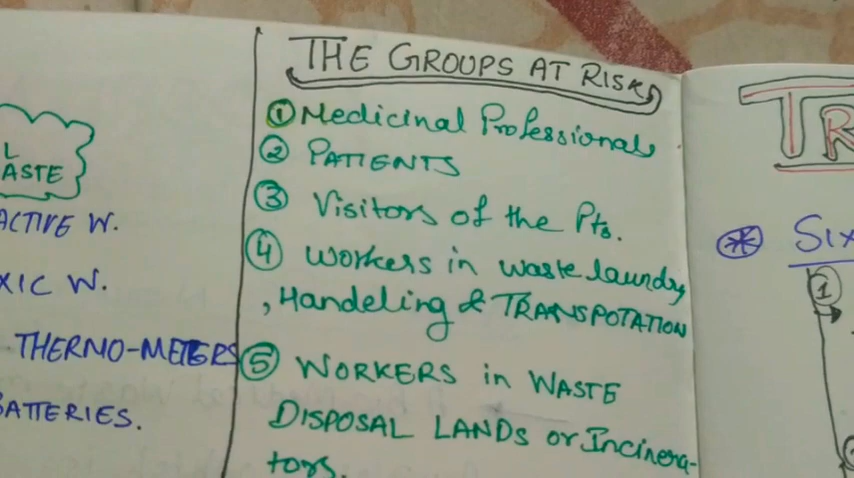 L
ASTE
ACTIVE W.
XIC W.
THERMO-METERS
BATTERIES.
THE GROUPS AT RISK
① Medicinal Professionals
② PATIENTS
③ Visitors of the Pts.
④ Workers in waste laundry
, Handeling & TRANSPOTATION
⑤ WORKERS in WASTE
DISPOSAL LANDS or Incinera-
tors.
TR
SIX
1